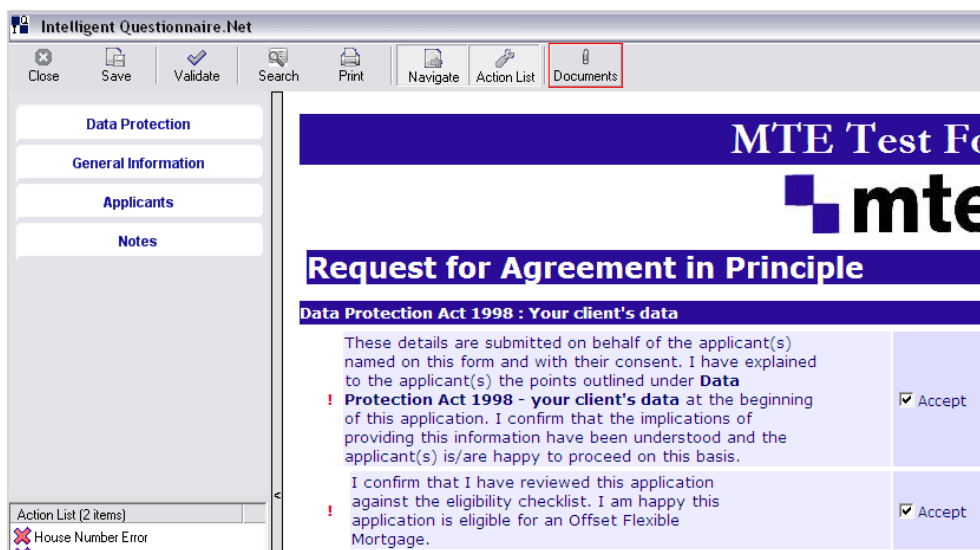 Intelligent Questionnaire.Net
Close Save Validate Search Print Navigate Action List Documents
Data Protection
General Information
Applicants
Notes
Action List (2 items)
House Number Error
MTE Test Fo
mte
Request for Agreement in Principle
Data Protection Act 1998 : Your client's data
These details are submitted on behalf of the applicant(s)
named on this form and with their consent. I have explained
to the applicant(s) the points outlined under Data
! Protection Act 1998 - your client's data at the beginning
of this application. I confirm that the implications of
providing this information have been understood and the
applicant(s) is/are happy to proceed on this basis.
Accept
I confirm that I have reviewed this application
against the eligibility checklist. I am happy this
! application is eligible for an Offset Flexible
Mortgage.
Accept